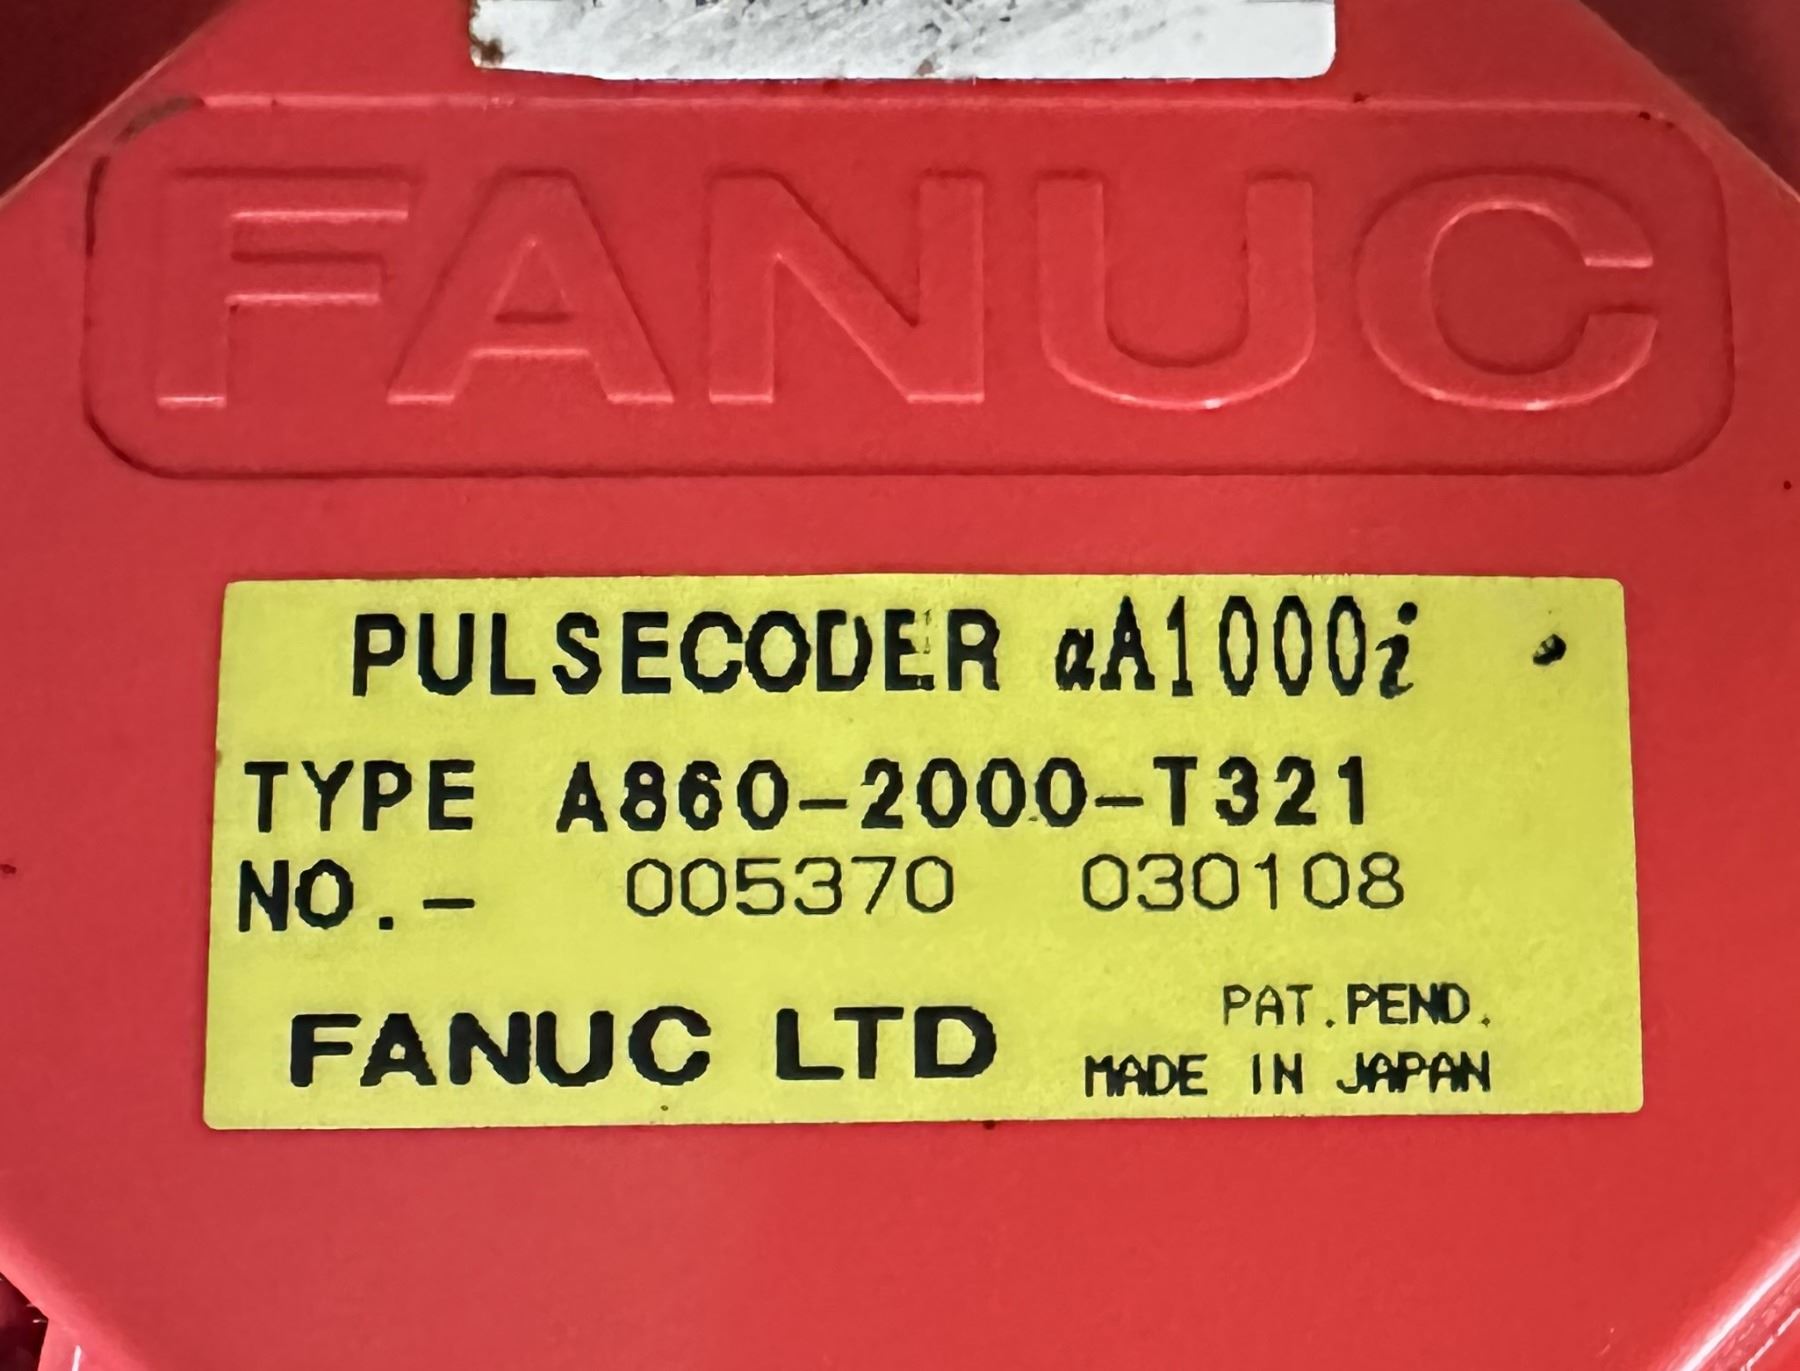 FANUC
PULSECODER αA1000i
TYPE A860-2000-T321
NO.- 005370 030108
FANUC LTD
PAT.PEND.
MADE IN JAPAN